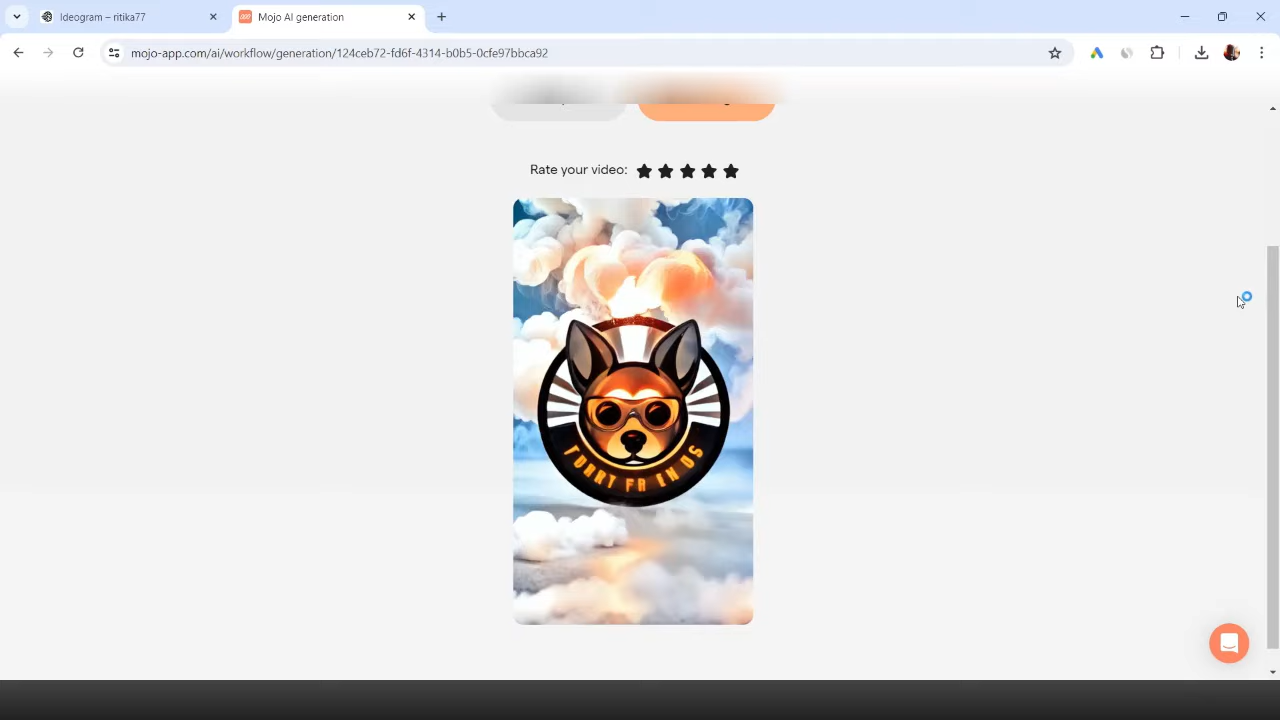 Ideogram – ritika77
Mojo AI generation
mojo-app.com/ai/workflow/generation/124ceb72-fd6f-4314-b0b5-0cfe97bbca92
Rate your video: